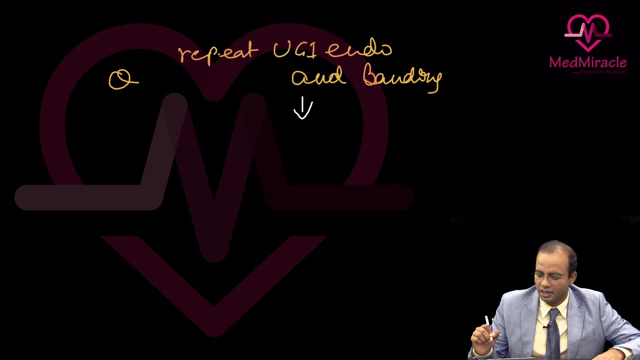 repeat UGI endo
Q and Banding
MedMiracle